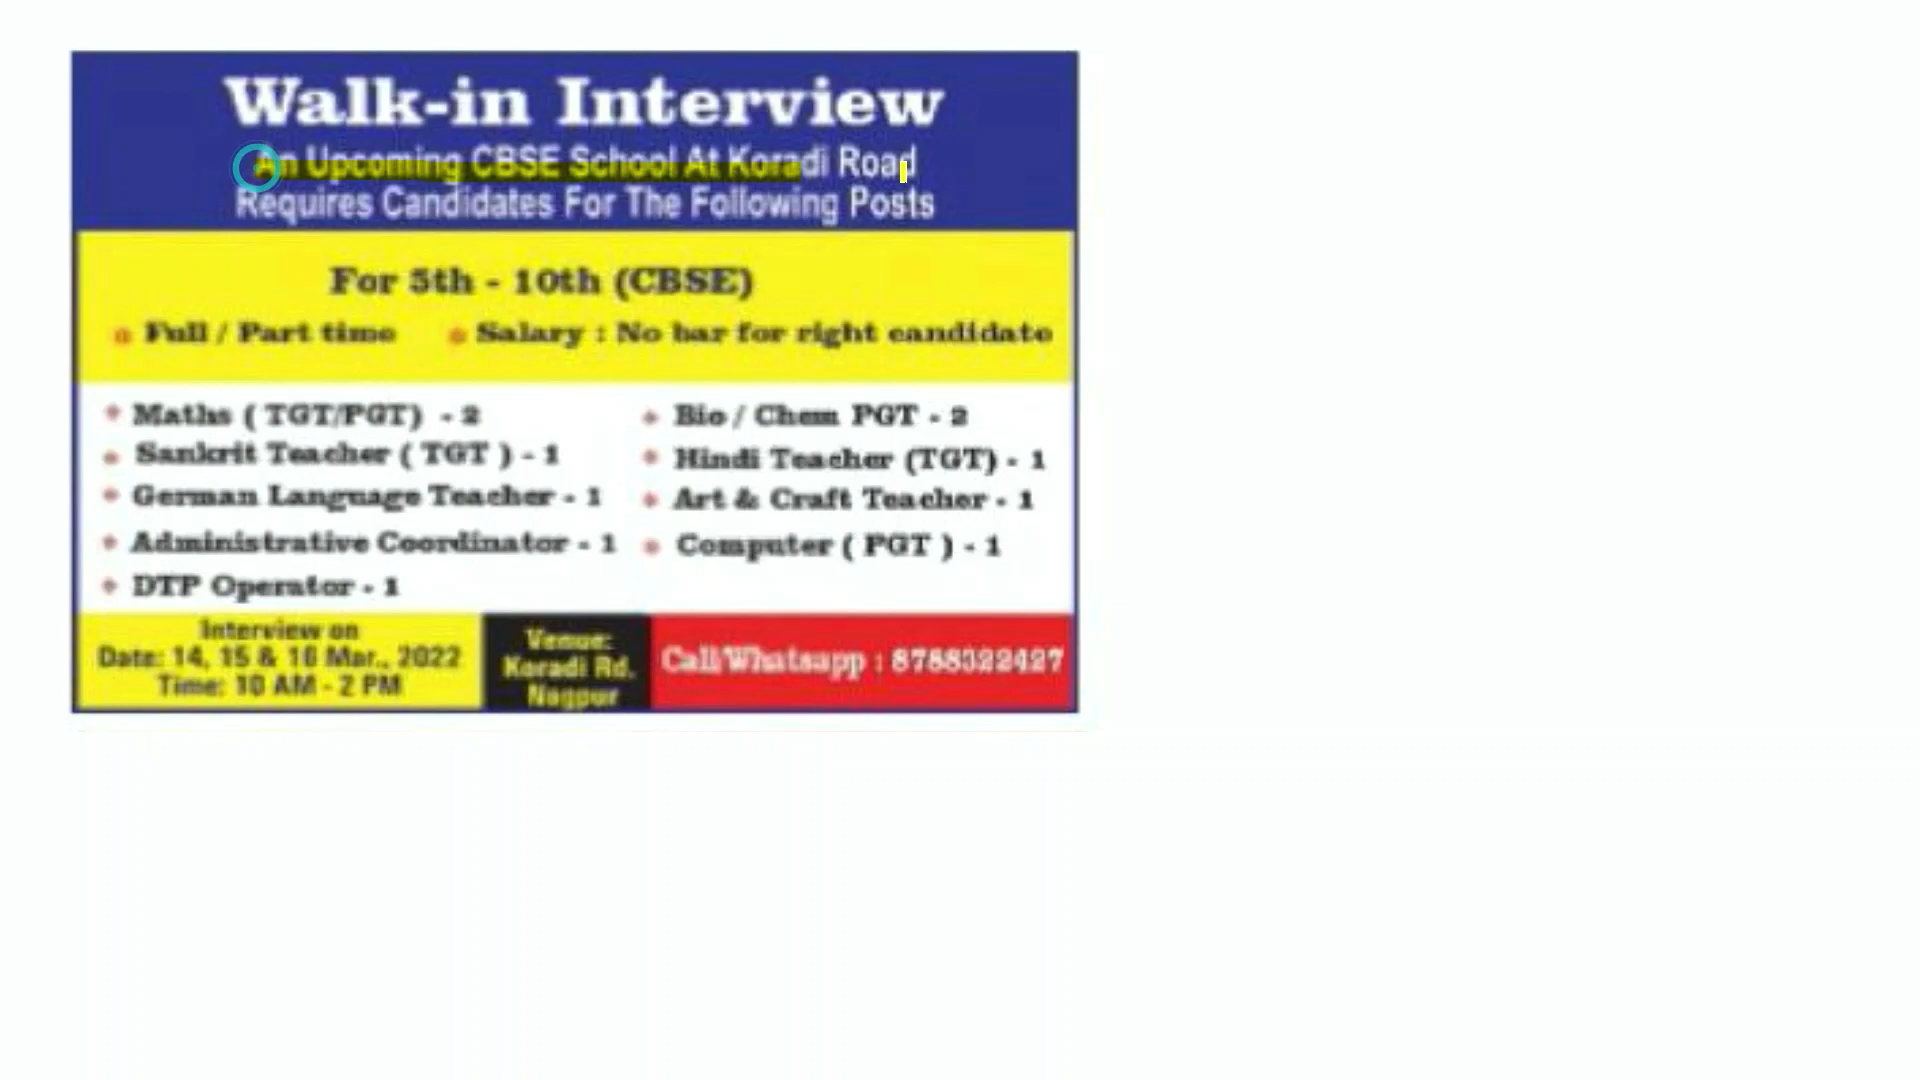 Walk-in Interview
An Upcoming CBSE School At Koradi Road
Requires Candidates For The Following Posts
For 5th - 10th (CBSE)
Full / Part time
Salary : No bar for right candidate
Maths ( TGT/PGT) - 2
Bio / Chem PGT - 2
Sankrit Teacher ( TGT ) - 1
Hindi Teacher (TGT) - 1
German Language Teacher - 1
Art & Craft Teacher - 1
Administrative Coordinator - 1
Computer ( PGT ) - 1
DTP Operator - 1
Interview on
Date: 14, 15 & 16 Mar., 2022
Time: 10 AM - 2 PM
Venue:
Koradi Rd.
Nagpur
Call/Whatsapp : 8788322427